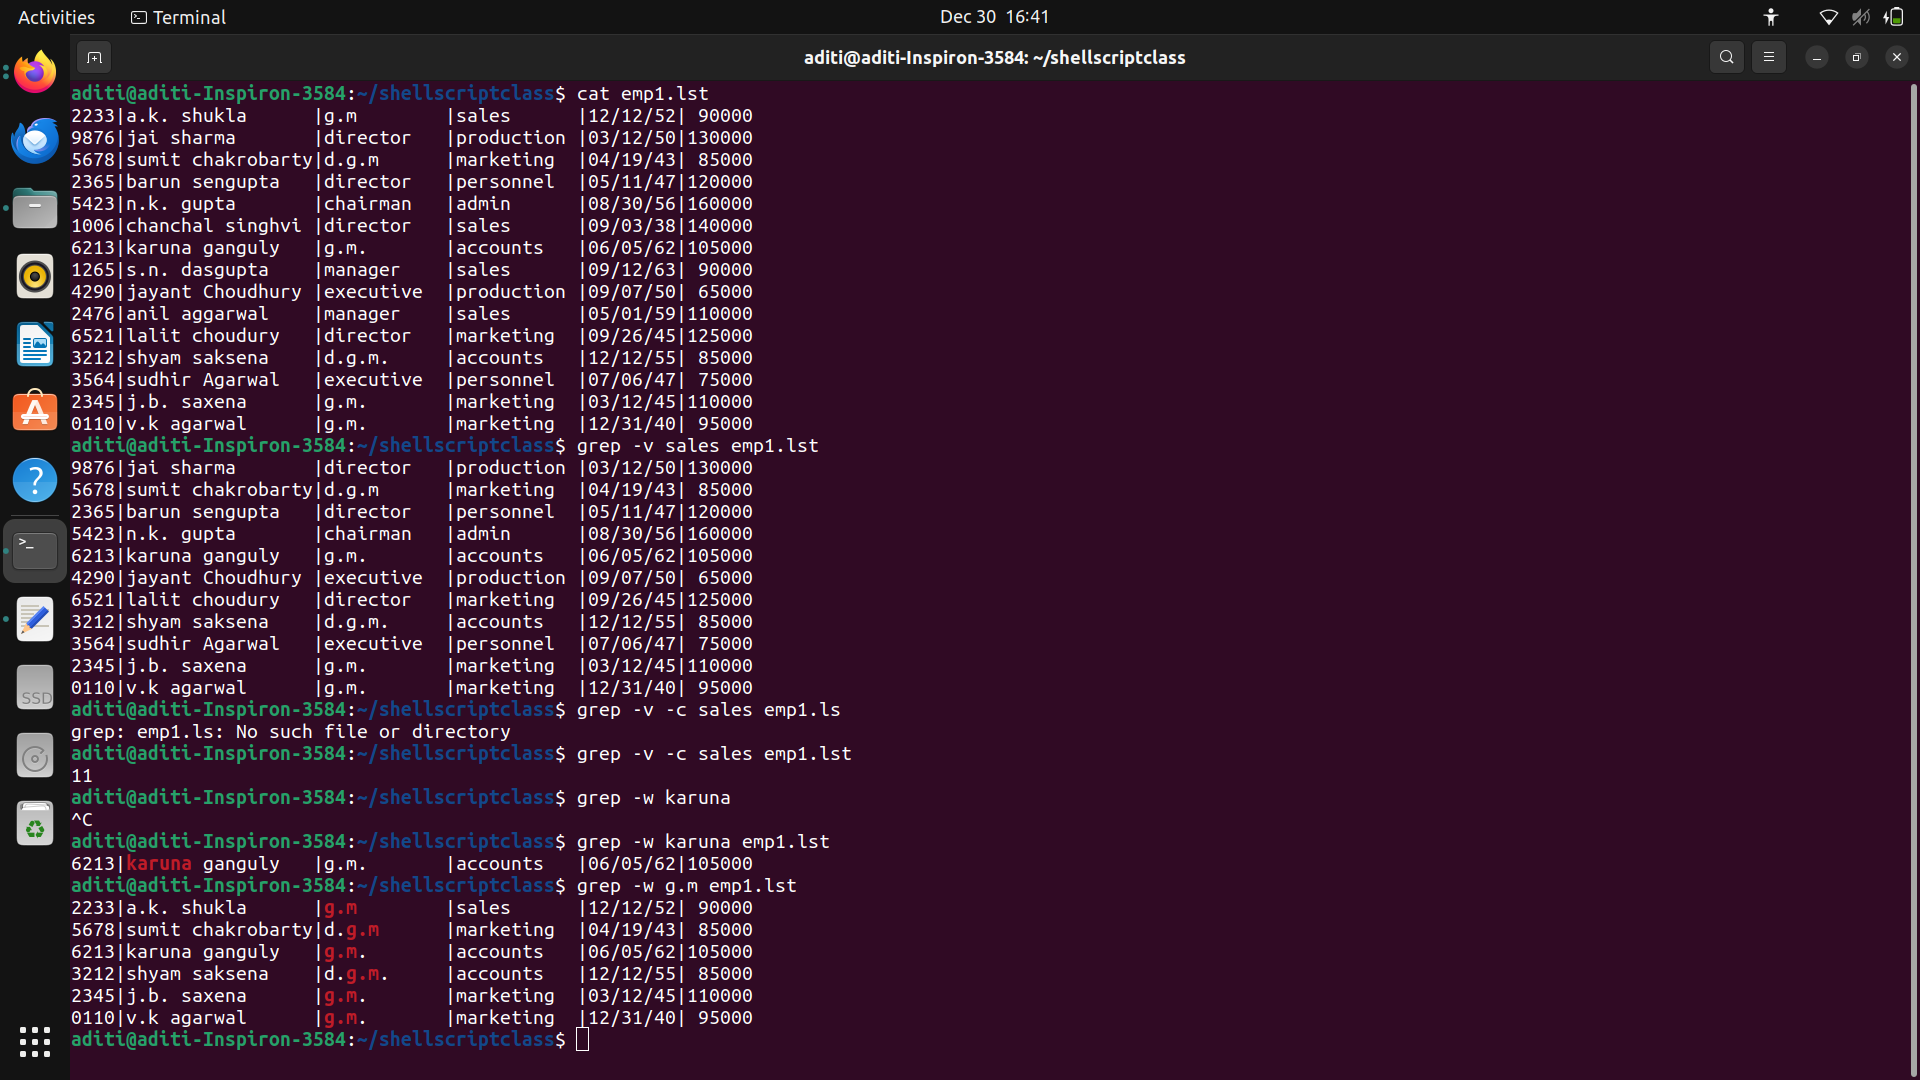 Activities Terminal Dec 30 16:41
aditi@aditi-Inspiron-3584: ~/shellscriptclass
aditi@aditi-Inspiron-3584:~/shellscriptclass$ cat emp1.lst
2233|a.k. shukla      |g.m        |sales      |12/12/52| 90000
9876|jai sharma       |director   |production |03/12/50|130000
5678|sumit chakrobarty|d.g.m      |marketing  |04/19/43| 85000
2365|barun sengupta   |director   |personnel  |05/11/47|120000
5423|n.k. gupta       |chairman   |admin      |08/30/56|160000
1006|chanchal singhvi |director   |sales      |09/03/38|140000
6213|karuna ganguly   |g.m.       |accounts   |06/05/62|105000
1265|s.n. dasgupta    |manager    |sales      |09/12/63| 90000
4290|jayant Choudhury |executive  |production |09/07/50| 65000
2476|anil aggarwal    |manager    |sales      |05/01/59|110000
6521|lalit choudury   |director   |marketing  |09/26/45|125000
3212|shyam saksena    |d.g.m.     |accounts   |12/12/55| 85000
3564|sudhir Agarwal   |executive  |personnel  |07/06/47| 75000
2345|j.b. saxena      |g.m.       |marketing  |03/12/45|110000
0110|v.k agarwal      |g.m.       |marketing  |12/31/40| 95000
aditi@aditi-Inspiron-3584:~/shellscriptclass$ grep -v sales emp1.lst
9876|jai sharma       |director   |production |03/12/50|130000
5678|sumit chakrobarty|d.g.m      |marketing  |04/19/43| 85000
2365|barun sengupta   |director   |personnel  |05/11/47|120000
5423|n.k. gupta       |chairman   |admin      |08/30/56|160000
6213|karuna ganguly   |g.m.       |accounts   |06/05/62|105000
4290|jayant Choudhury |executive  |production |09/07/50| 65000
6521|lalit choudury   |director   |marketing  |09/26/45|125000
3212|shyam saksena    |d.g.m.     |accounts   |12/12/55| 85000
3564|sudhir Agarwal   |executive  |personnel  |07/06/47| 75000
2345|j.b. saxena      |g.m.       |marketing  |03/12/45|110000
0110|v.k agarwal      |g.m.       |marketing  |12/31/40| 95000
aditi@aditi-Inspiron-3584:~/shellscriptclass$ grep -v -c sales emp1.ls
grep: emp1.ls: No such file or directory
aditi@aditi-Inspiron-3584:~/shellscriptclass$ grep -v -c sales emp1.lst
11
aditi@aditi-Inspiron-3584:~/shellscriptclass$ grep -w karuna
^C
aditi@aditi-Inspiron-3584:~/shellscriptclass$ grep -w karuna emp1.lst
6213|karuna ganguly   |g.m.       |accounts   |06/05/62|105000
aditi@aditi-Inspiron-3584:~/shellscriptclass$ grep -w g.m emp1.lst
2233|a.k. shukla      |g.m        |sales      |12/12/52| 90000
5678|sumit chakrobarty|d.g.m      |marketing  |04/19/43| 85000
6213|karuna ganguly   |g.m.       |accounts   |06/05/62|105000
3212|shyam saksena    |d.g.m.     |accounts   |12/12/55| 85000
2345|j.b. saxena      |g.m.       |marketing  |03/12/45|110000
0110|v.k agarwal      |g.m.       |marketing  |12/31/40| 95000
aditi@aditi-Inspiron-3584:~/shellscriptclass$
SSD